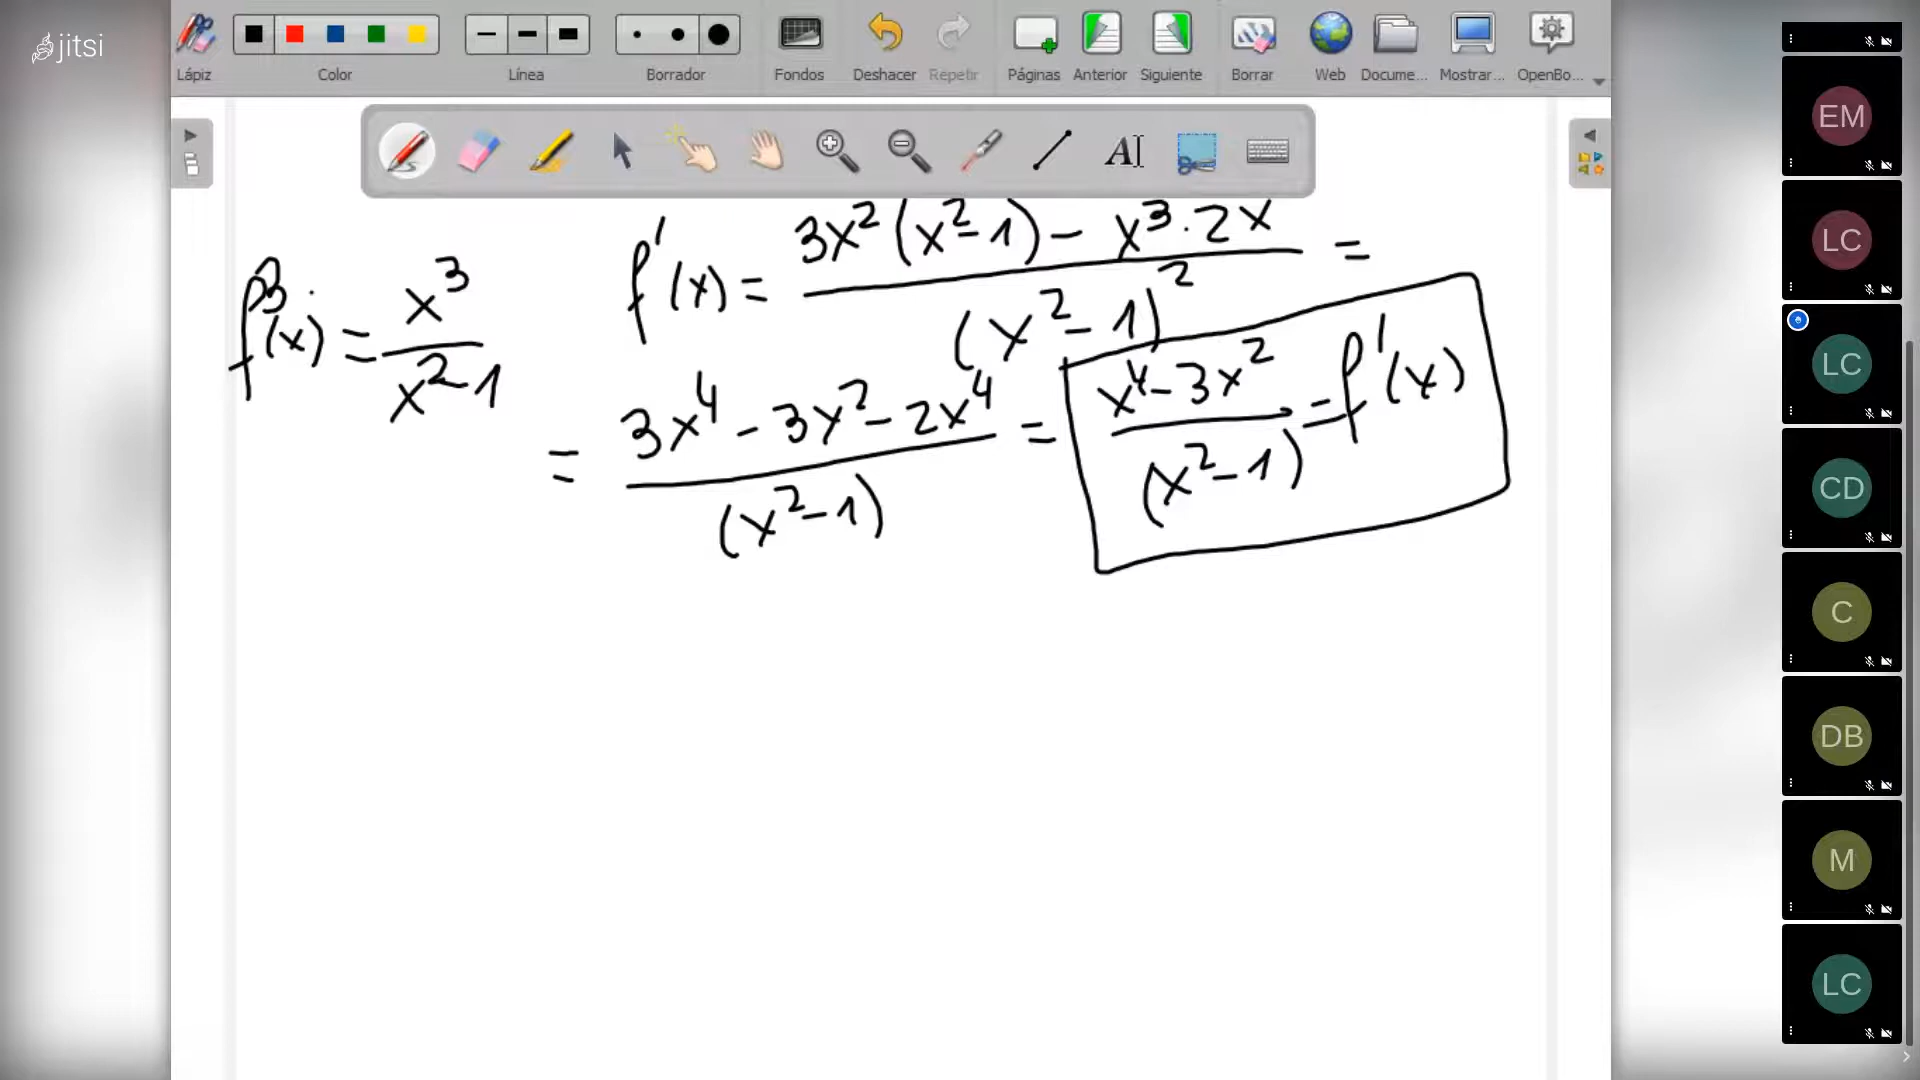 jitsi
Lápiz Color Línea Borrador Fondos Deshacer Repetir Páginas Anterior Siguiente Borrar Web Docume... Mostrar... OpenBo...
EM
LC
LC
CD
C
DB
M
LC
f(x) = x³/(x²-1)
f'(x) = (3x²(x²-1) - x³·2x)/(x²-1)² =
= (3x⁴ - 3x² - 2x⁴)/(x²-1) = (x⁴ - 3x²)/(x²-1) = f'(x)